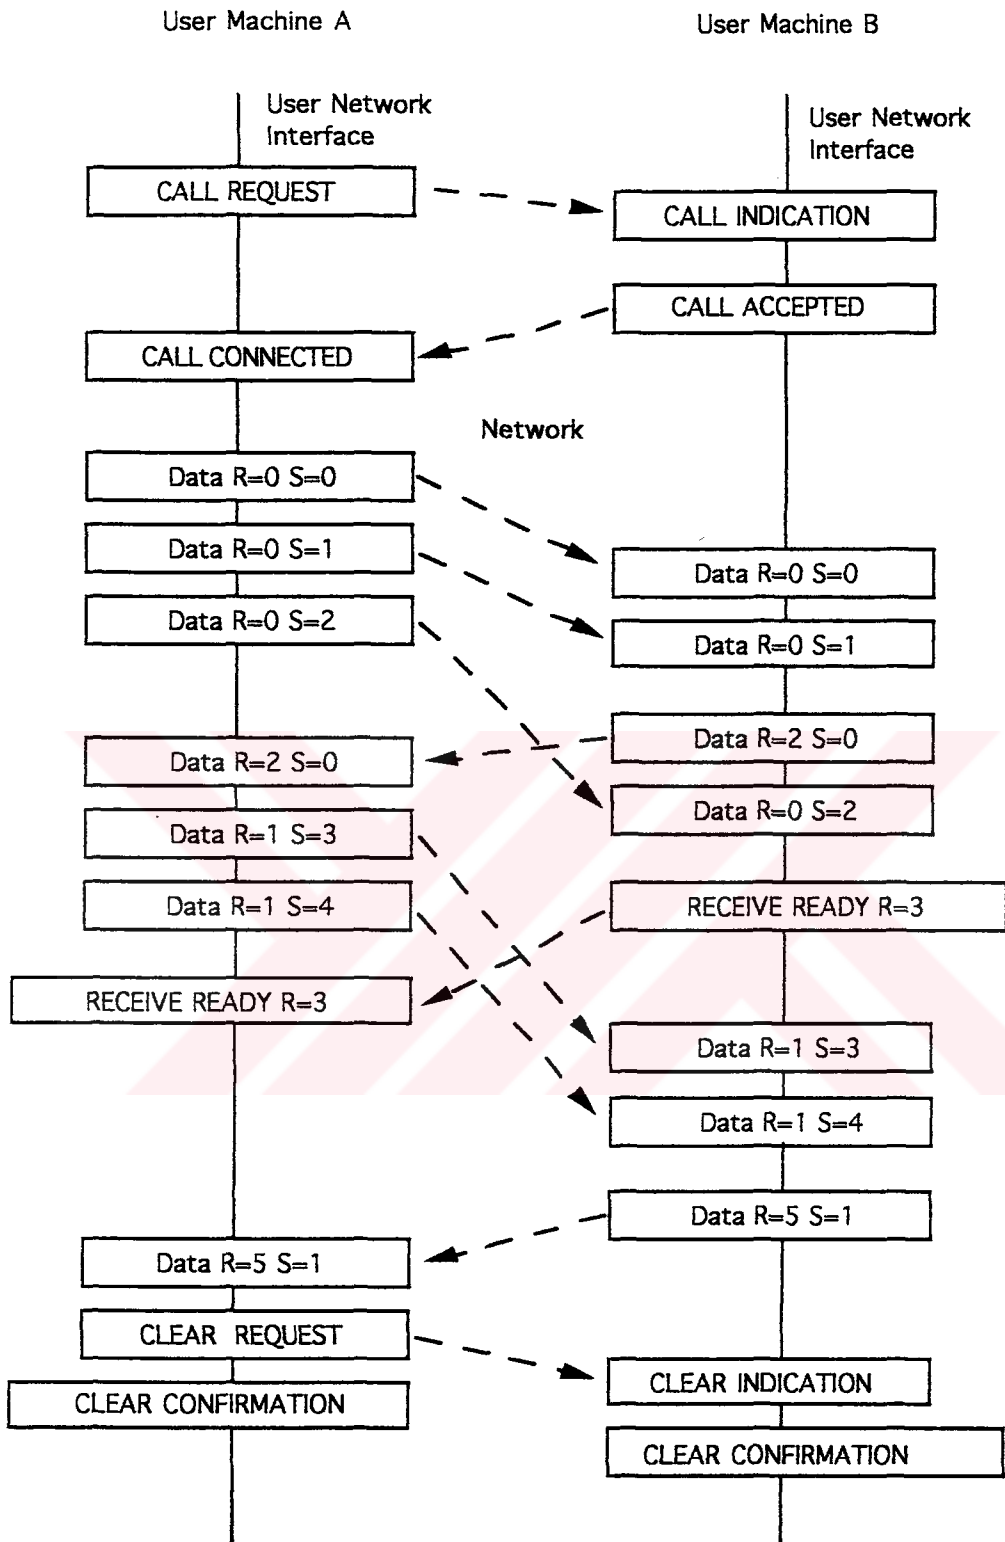 User Machine A
User Machine B
User Network
Interface
User Network
Interface
CALL REQUEST
CALL INDICATION
CALL ACCEPTED
CALL CONNECTED
Network
Data R=0 S=0
Data R=0 S=1
Data R=0 S=0
Data R=0 S=2
Data R=0 S=1
Data R=2 S=0
Data R=2 S=0
Data R=0 S=2
Data R=1 S=3
Data R=1 S=4
RECEIVE READY R=3
RECEIVE READY R=3
Data R=1 S=3
Data R=1 S=4
Data R=5 S=1
Data R=5 S=1
CLEAR REQUEST
CLEAR INDICATION
CLEAR CONFIRMATION
CLEAR CONFIRMATION